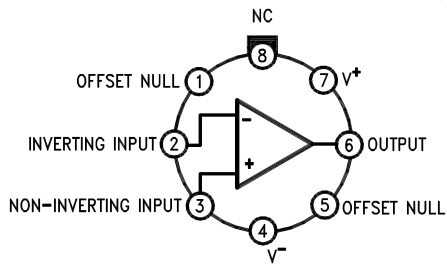 NC
8
OFFSET NULL 1
7 V+
INVERTING INPUT 2
−
6 OUTPUT
+
NON-INVERTING INPUT 3
5 OFFSET NULL
4
V−